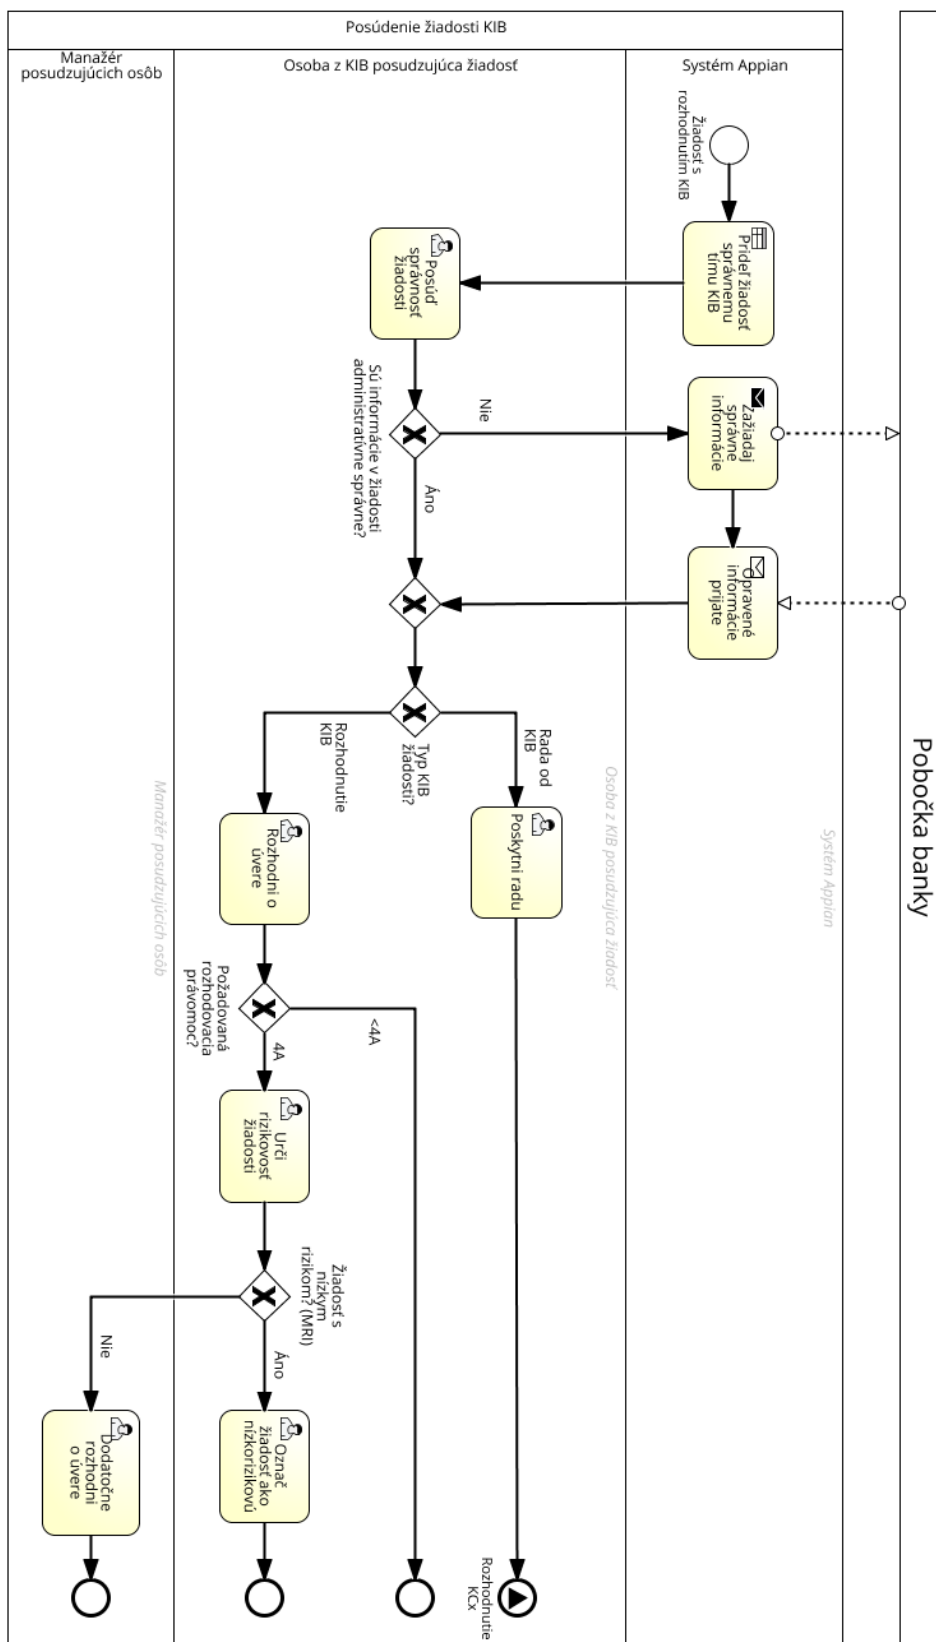 Posúdenie žiadosti KIB
Manažér
posudzujúcich osôb
Osoba z KIB posudzujúca žiadosť
Systém Appian
Žiadosť s
rozhodnutím KIB
Prideľ žiadosť
správnemu
tímu KIB
Posúď
správnosť
žiadosti
Sú informácie v žiadosti
administratívne správne?
Nie
Áno
Zažiadaj
správne
informácie
Opravené
informácie
prijate
Typ KIB
žiadosti?
Rozhodnutie
KIB
Rada od
KIB
Pobočka banky
Manažér posudzujúcich osôb
Osoba z KIB posudzujúca žiadosť
Systém Appian
Rozhodni o
úvere
Poskytni radu
Požadovaná
rozhodovacia
právomoc?
<4A
4A
Urči
rizikovosť
žiadosti
Žiadosť s
nízkym
rizikom? (MRI)
Nie
Áno
Dodatočne
rozhodni
o úvere
Označ
žiadosť ako
nízkorizikovú
Rozhodnutie
KCx